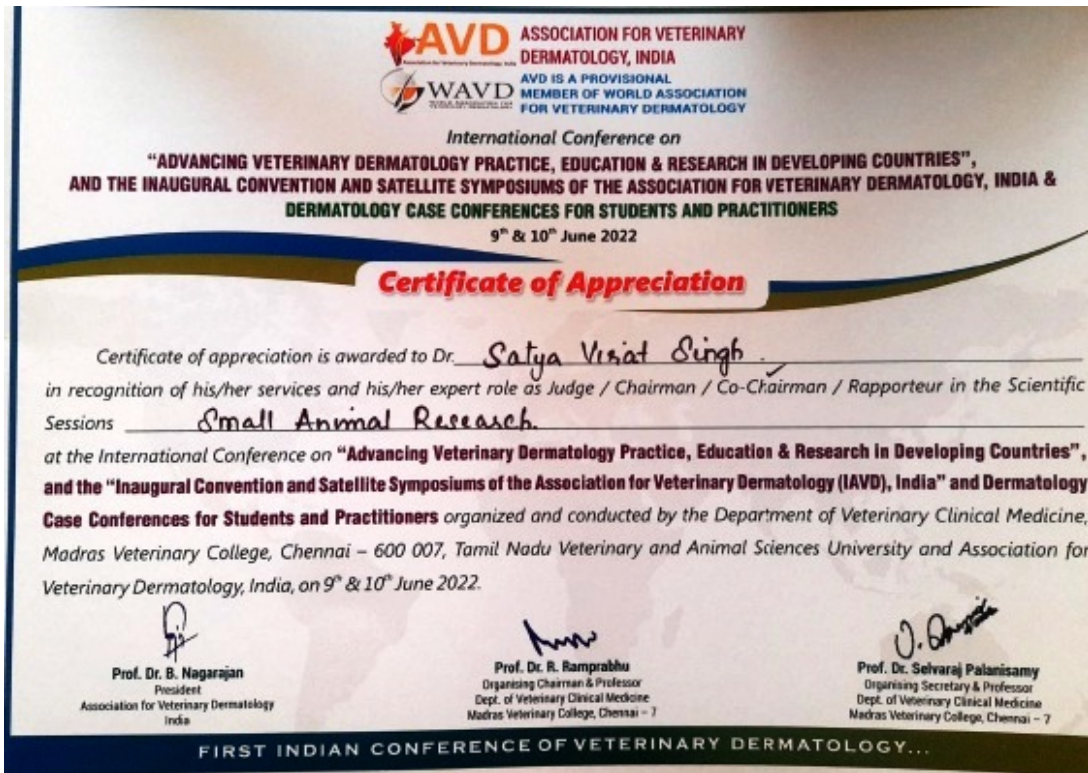 AVD
ASSOCIATION FOR VETERINARY
DERMATOLOGY, INDIA
Association for Veterinary Dermatology India
WAVD
AVD IS A PROVISIONAL
MEMBER OF WORLD ASSOCIATION
FOR VETERINARY DERMATOLOGY
International Conference on
"ADVANCING VETERINARY DERMATOLOGY PRACTICE, EDUCATION & RESEARCH IN DEVELOPING COUNTRIES",
AND THE INAUGURAL CONVENTION AND SATELLITE SYMPOSIUMS OF THE ASSOCIATION FOR VETERINARY DERMATOLOGY, INDIA &
DERMATOLOGY CASE CONFERENCES FOR STUDENTS AND PRACTITIONERS
9th & 10th June 2022
Certificate of Appreciation
Certificate of appreciation is awarded to Dr. Satya Vrat Singh.
in recognition of his/her services and his/her expert role as Judge / Chairman / Co-Chairman / Rapporteur in the Scientific
Sessions Small Animal Research.
at the International Conference on "Advancing Veterinary Dermatology Practice, Education & Research in Developing Countries",
and the "Inaugural Convention and Satellite Symposiums of the Association for Veterinary Dermatology (IAVD), India" and Dermatology
Case Conferences for Students and Practitioners organized and conducted by the Department of Veterinary Clinical Medicine,
Madras Veterinary College, Chennai – 600 007, Tamil Nadu Veterinary and Animal Sciences University and Association for
Veterinary Dermatology, India, on 9th & 10th June 2022.
Prof. Dr. B. Nagarajan
President
Association for Veterinary Dermatology
India
Prof. Dr. R. Ramprabhu
Organising Chairman & Professor
Dept. of Veterinary Clinical Medicine
Madras Veterinary College, Chennai – 7
Prof. Dr. Selvaraj Palanisamy
Organising Secretary & Professor
Dept. of Veterinary Clinical Medicine
Madras Veterinary College, Chennai – 7
FIRST INDIAN CONFERENCE OF VETERINARY DERMATOLOGY...